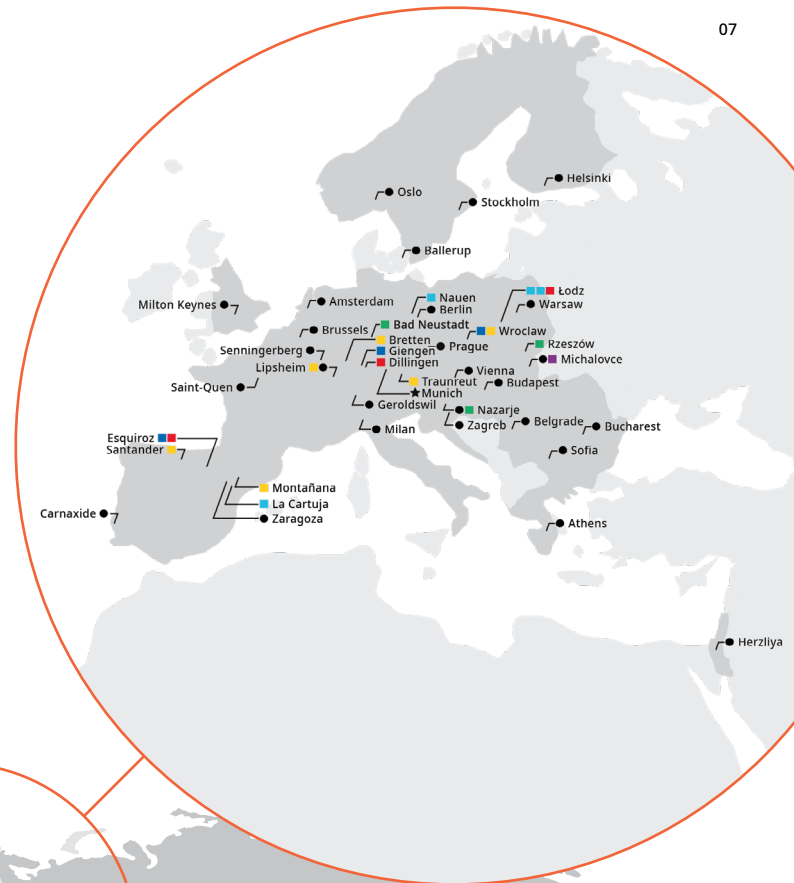 07
Helsinki
Oslo
Stockholm
Ballerup
Łodz
Nauen
Amsterdam
Milton Keynes
Warsaw
Berlin
Bad Neustadt
Brussels
Wroclaw
Bretten
Rzeszów
Prague
Senningerberg
Giengen
Michalovce
Dillingen
Lipsheim
Vienna
Traunreut
Budapest
Saint-Quen
Munich
Geroldswil
Nazarje
Belgrade
Zagreb
Bucharest
Milan
Esquiroz
Santander
Sofia
Montañana
La Cartuja
Carnaxide
Zaragoza
Athens
Herzliya